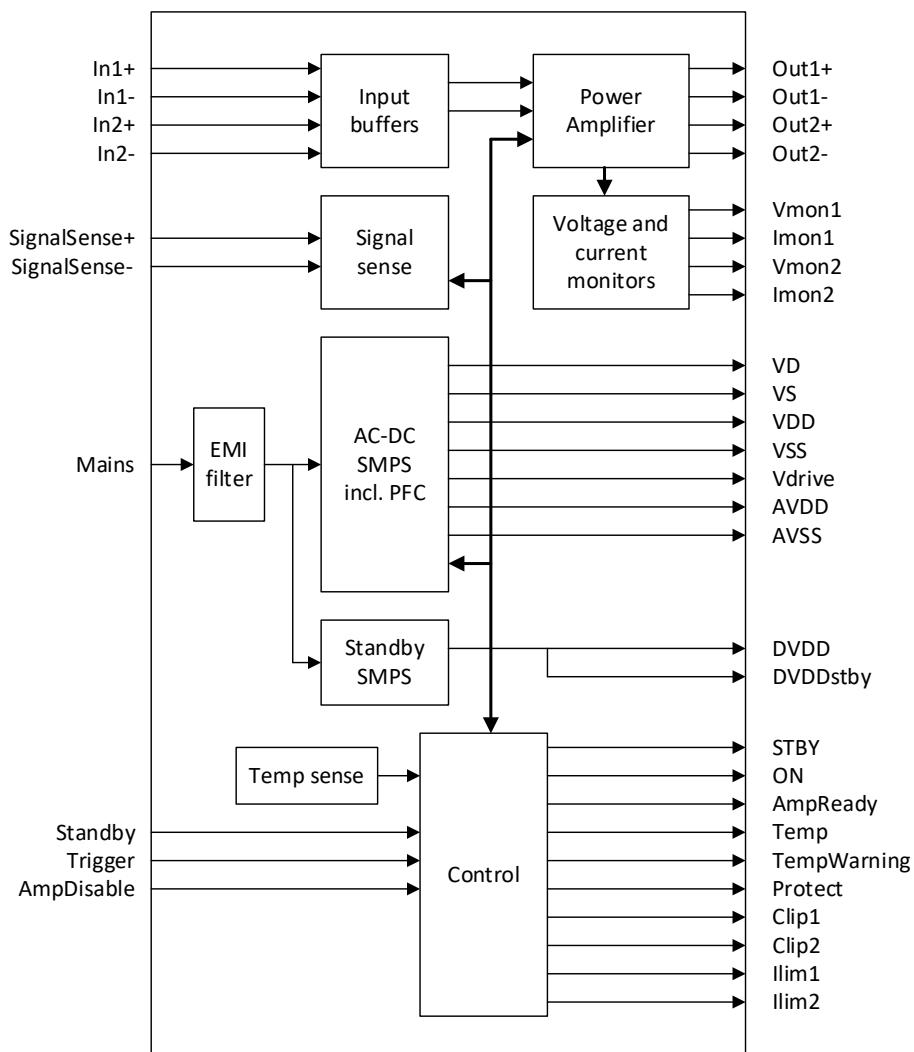 In1+
In1-
In2+
In2-
Input
buffers
Power
Amplifier
Out1+
Out1-
Out2+
Out2-
SignalSense+
SignalSense-
Signal
sense
Voltage and
current
monitors
Vmon1
Imon1
Vmon2
Imon2
Mains
EMI
filter
AC-DC
SMPS
incl. PFC
VD
VS
VDD
VSS
Vdrive
AVDD
AVSS
Standby
SMPS
DVDD
DVDDstby
Temp sense
Standby
Trigger
AmpDisable
Control
STBY
ON
AmpReady
Temp
TempWarning
Protect
Clip1
Clip2
Ilim1
Ilim2